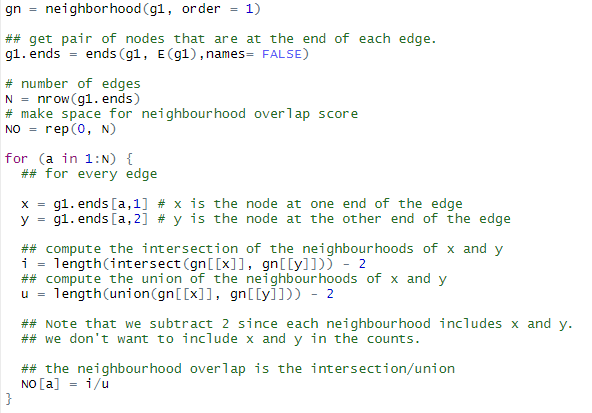 gn = neighborhood(g1, order = 1)
## get pair of nodes that are at the end of each edge.
g1.ends = ends(g1, E(g1),names= FALSE)
# number of edges
N = nrow(g1.ends)
# make space for neighbourhood overlap score
NO = rep(0, N)
for (a in 1:N) {
## for every edge
x = g1.ends[a,1] # x is the node at one end of the edge
y = g1.ends[a,2] # y is the node at the other end of the edge
## compute the intersection of the neighbourhoods of x and y
i = length(intersect(gn[[x]], gn[[y]])) - 2
## compute the union of the neighbourhoods of x and y
u = length(union(gn[[x]], gn[[y]])) - 2
## Note that we subtract 2 since each neighbourhood includes x and y.
## we don't want to include x and y in the counts.
## the neighbourhood overlap is the intersection/union
NO[a] = i/u
}